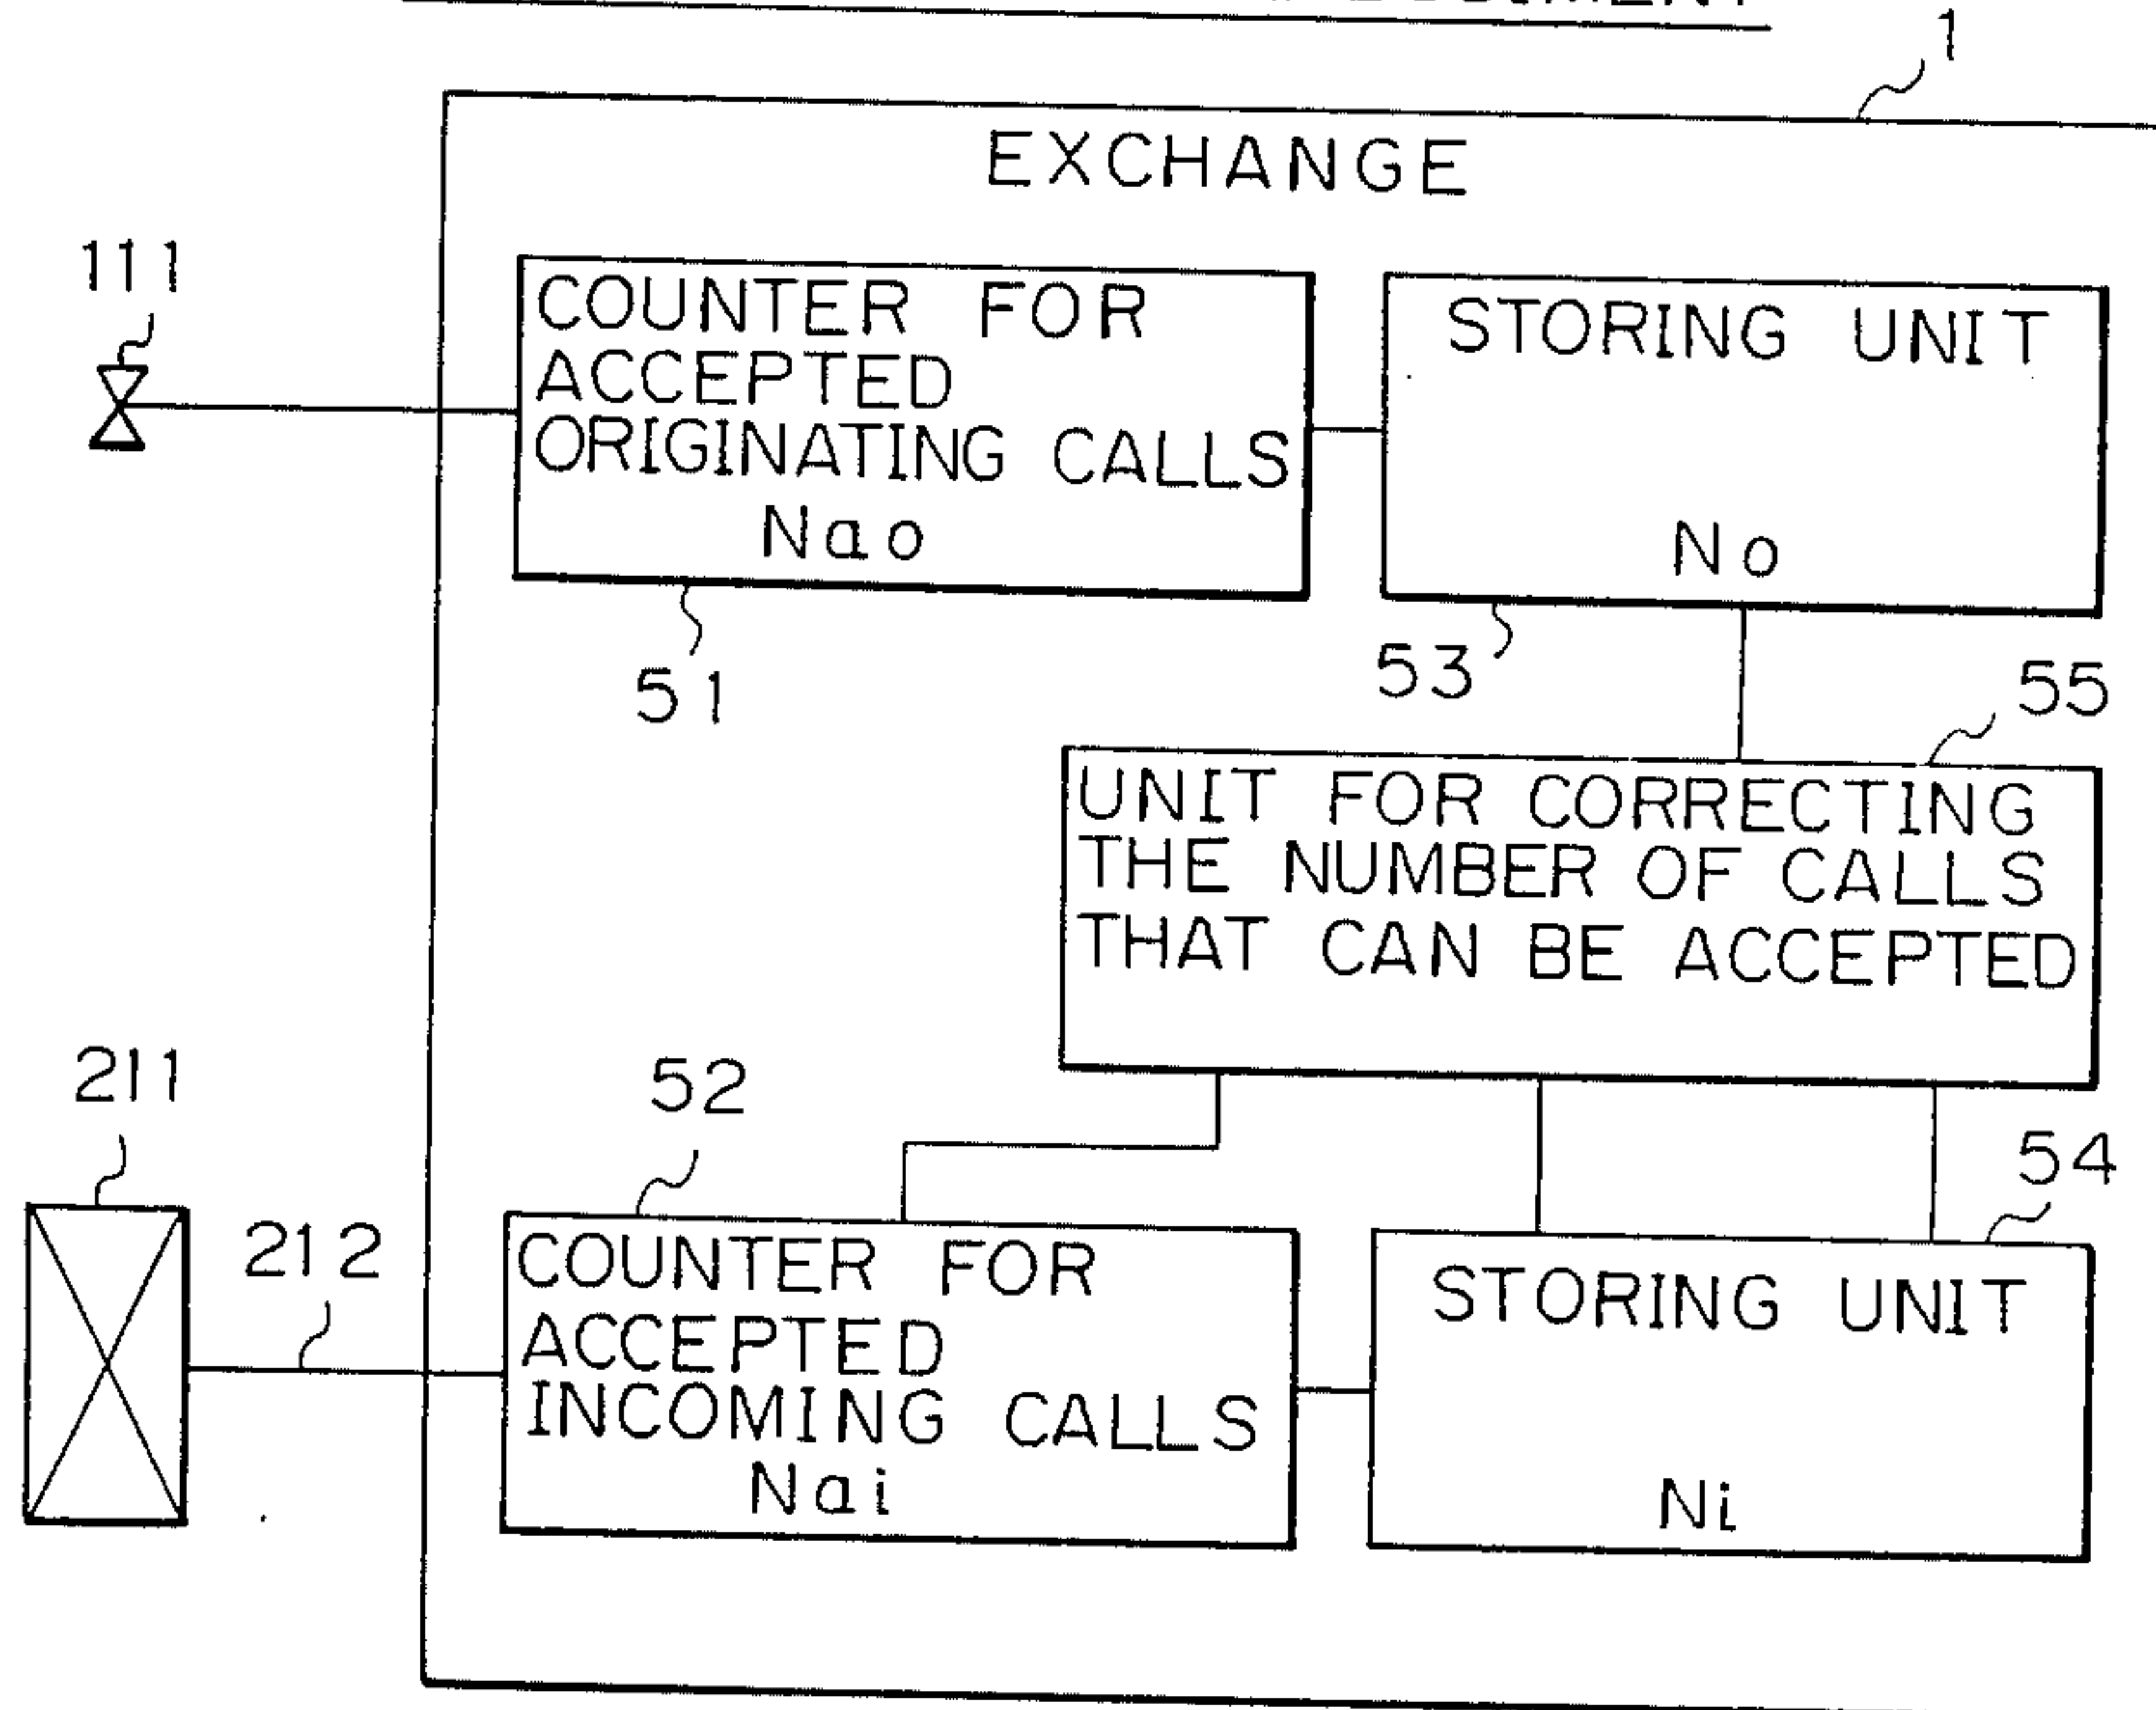 1
EXCHANGE
111
COUNTER FOR
ACCEPTED
ORIGINATING CALLS
Nao
STORING UNIT
No
51
53
55
UNIT FOR CORRECTING
THE NUMBER OF CALLS
THAT CAN BE ACCEPTED
211
52
54
212
COUNTER FOR
ACCEPTED
INCOMING CALLS
Nai
STORING UNIT
Ni